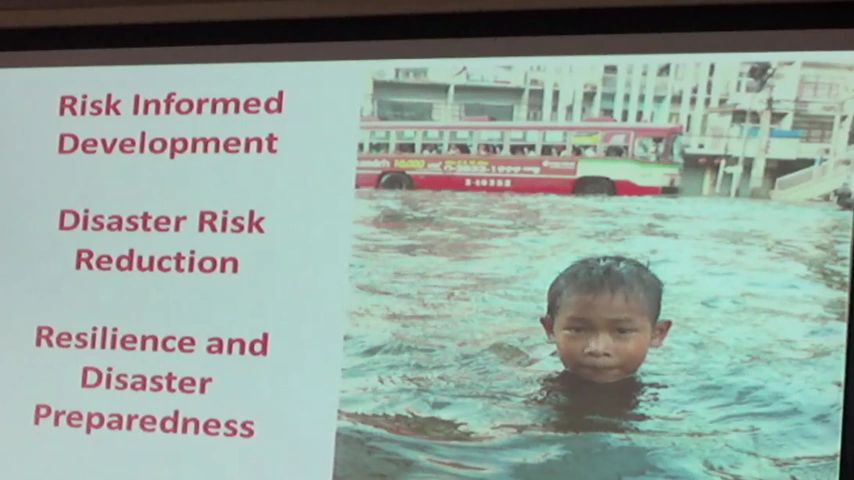 Risk Informed
Development
Disaster Risk
Reduction
Resilience and
Disaster
Preparedness